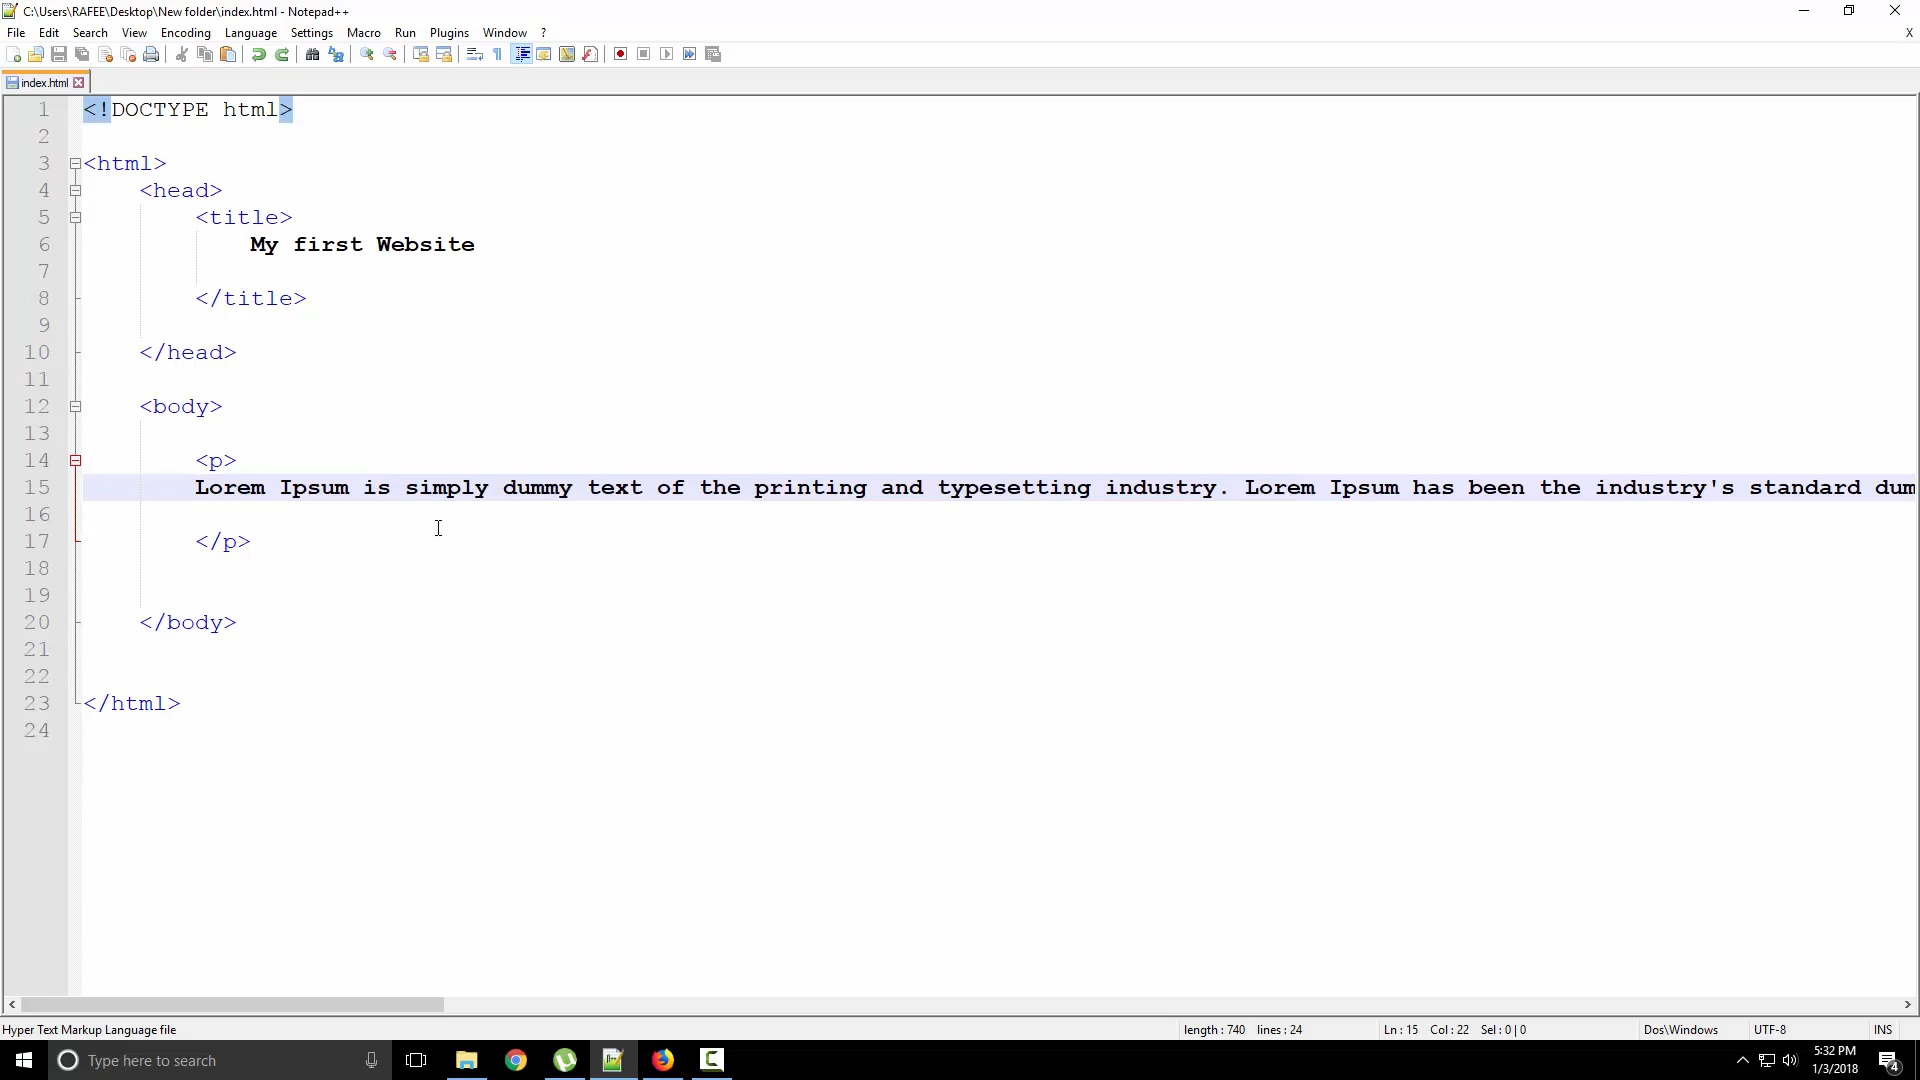 C:\Users\RAFEE\Desktop\New folder\index.html - Notepad++
File Edit Search View Encoding Language Settings Macro Run Plugins Window ? X
index.html
1 <!DOCTYPE html>
2
3 <html>
4 <head>
5 <title>
6 My first Website
7
8 </title>
9
10 </head>
11
12 <body>
13
14 <p>
15 Lorem Ipsum is simply dummy text of the printing and typesetting industry. Lorem Ipsum has been the industry's standard dum
16
17 </p>
18
19
20 </body>
21
22
23 </html>
24
Hyper Text Markup Language file length : 740 lines : 24 Ln : 15 Col : 22 Sel : 0 | 0 Dos\Windows UTF-8 INS
Type here to search
5:32 PM
1/3/2018
4